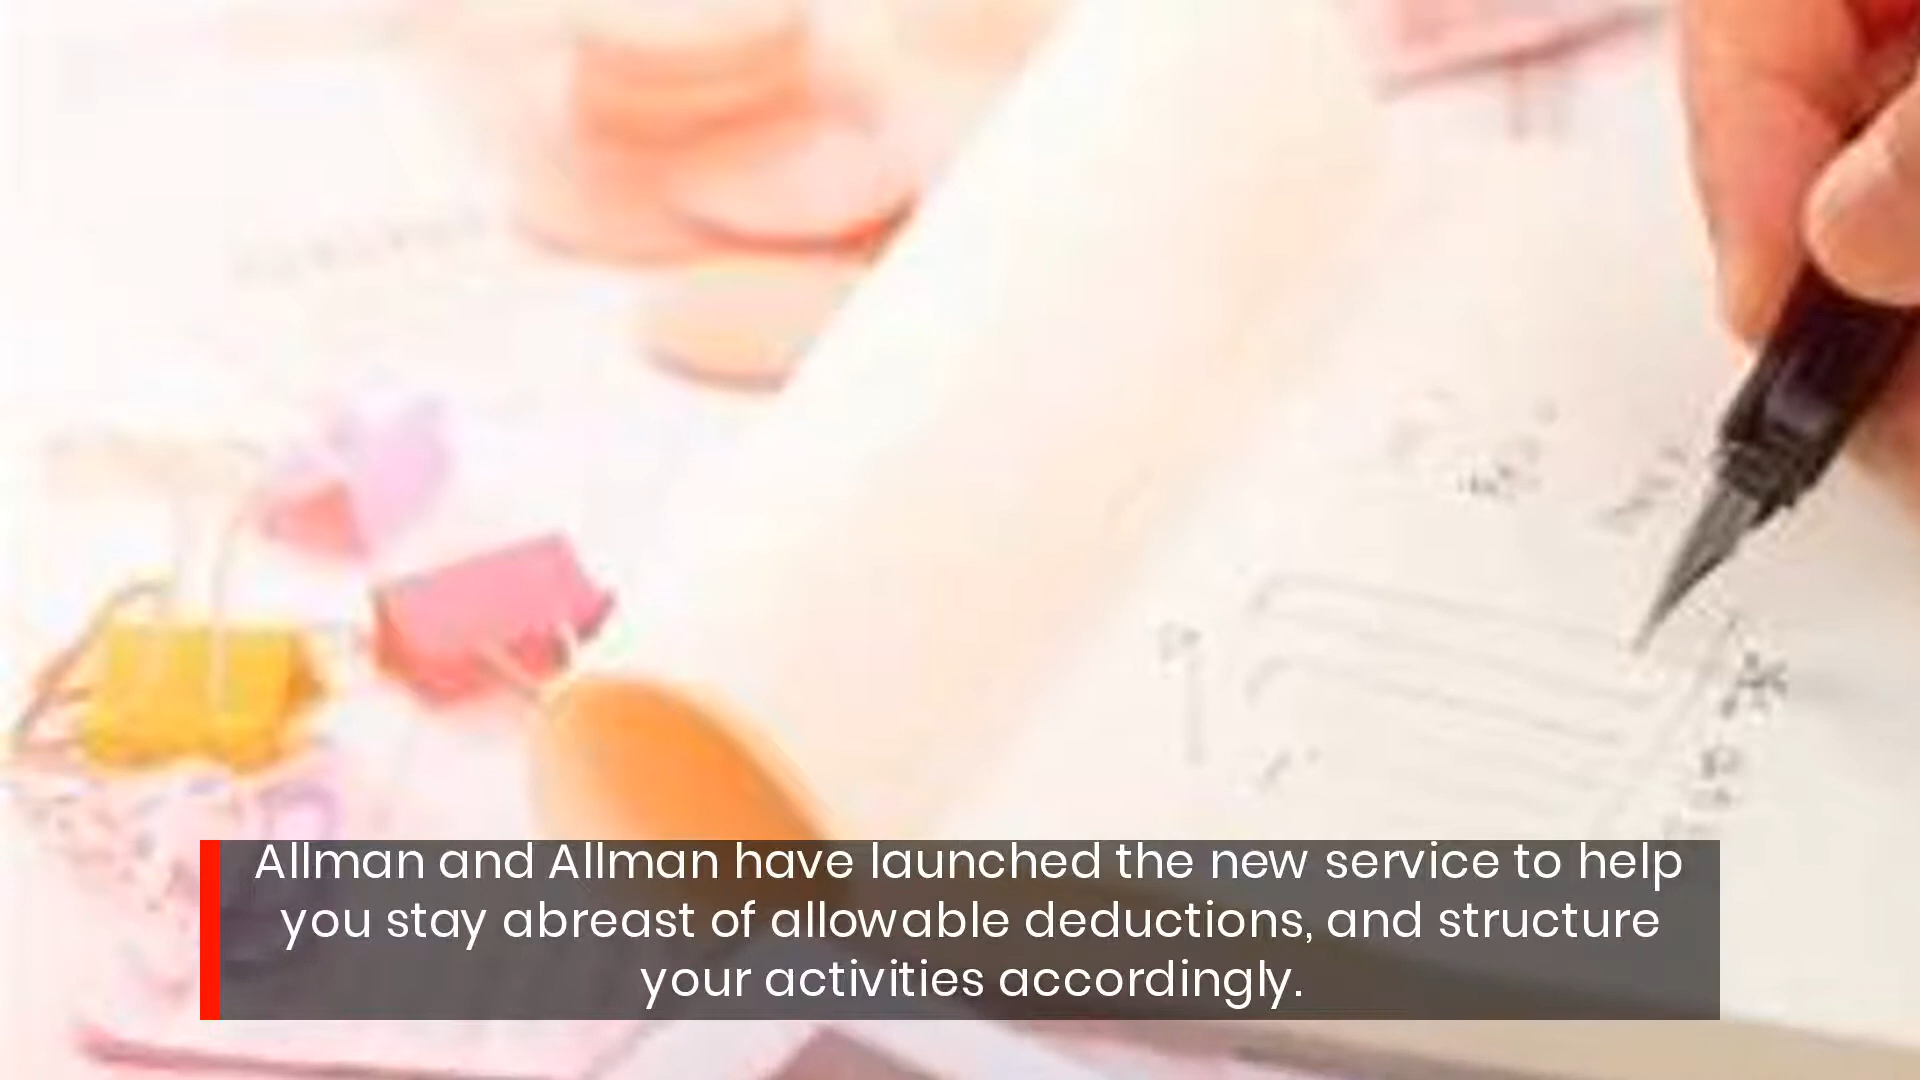 Allman and Allman have launched the new service to help
you stay abreast of allowable deductions, and structure
your activities accordingly.